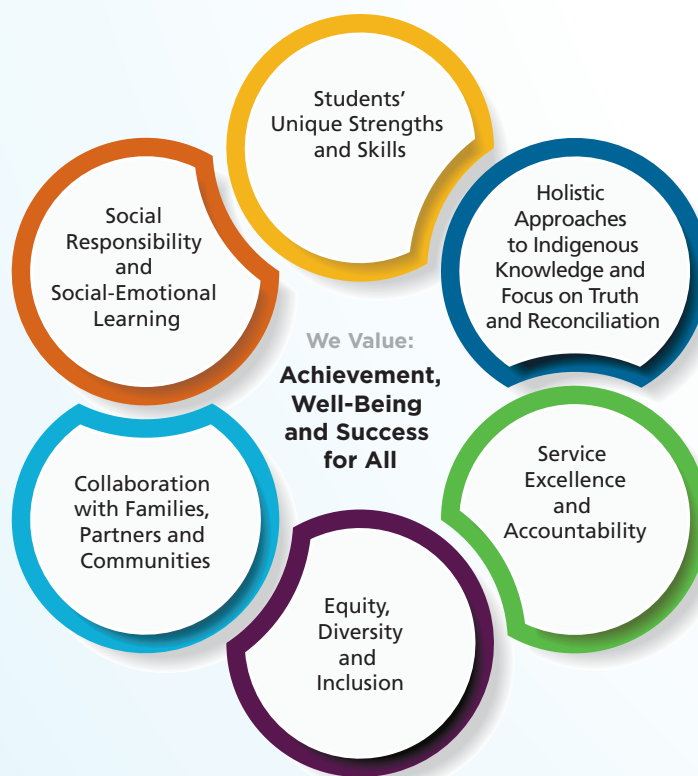 Students’
Unique Strengths
and Skills
Holistic
Approaches
to Indigenous
Knowledge and
Focus on Truth
and Reconciliation
Service
Excellence
and
Accountability
Equity,
Diversity
and
Inclusion
Collaboration
with Families,
Partners and
Communities
Social
Responsibility
and
Social-Emotional
Learning
We Value:
Achievement,
Well-Being
and Success
for All